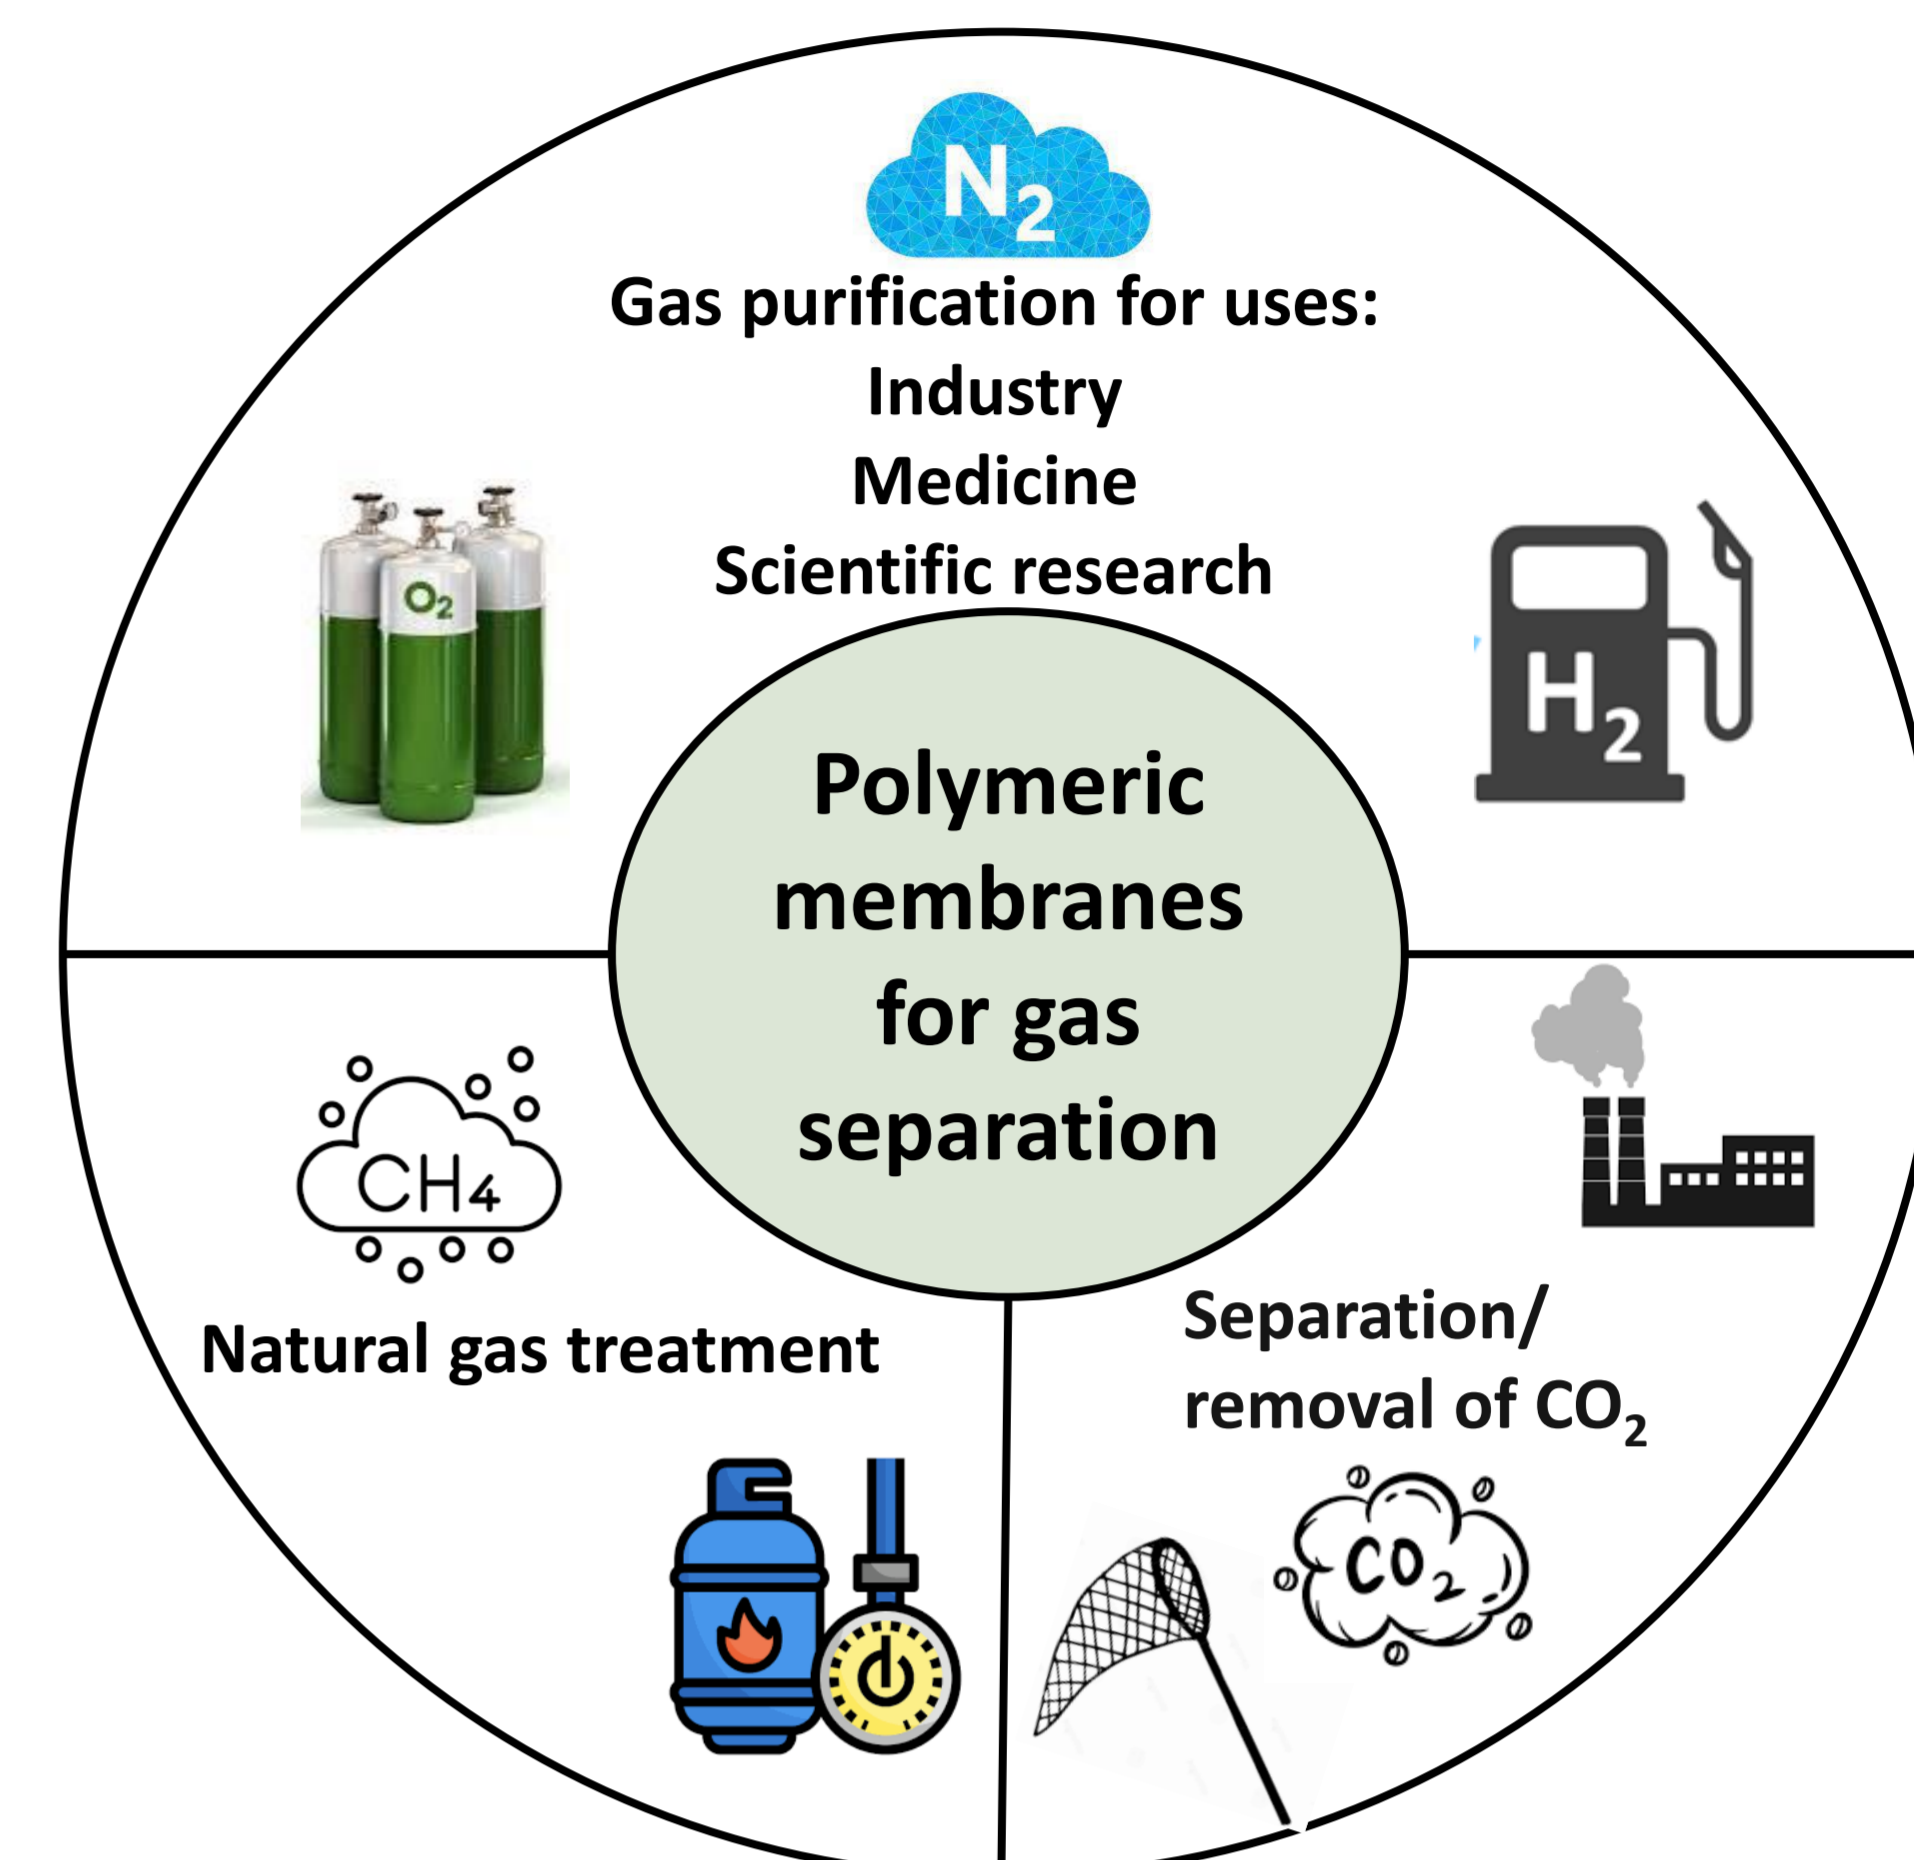 N₂
Gas purification for uses:
Industry
Medicine
Scientific research
O₂
H₂
Polymeric
membranes
for gas
separation
CH₄
Natural gas treatment
Separation/
removal of CO₂
CO₂